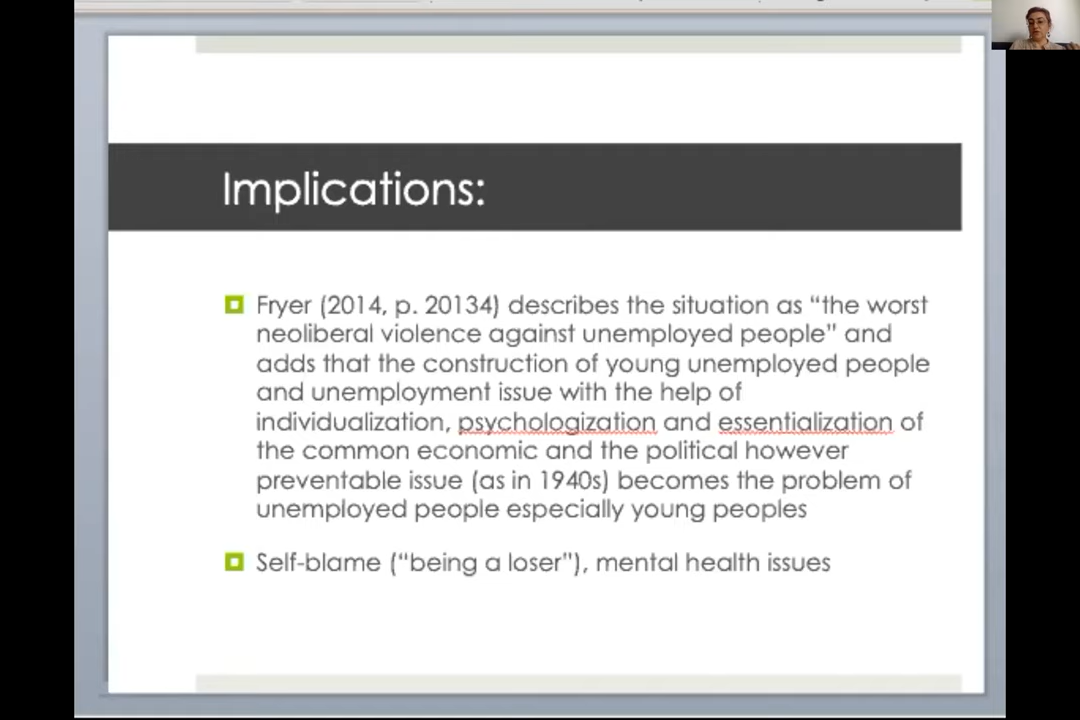 Implications:
Fryer (2014, p. 20134) describes the situation as “the worst
neoliberal violence against unemployed people” and
adds that the construction of young unemployed people
and unemployment issue with the help of
individualization, psychologization and essentialization of
the common economic and the political however
preventable issue (as in 1940s) becomes the problem of
unemployed people especially young peoples
Self-blame (“being a loser”), mental health issues